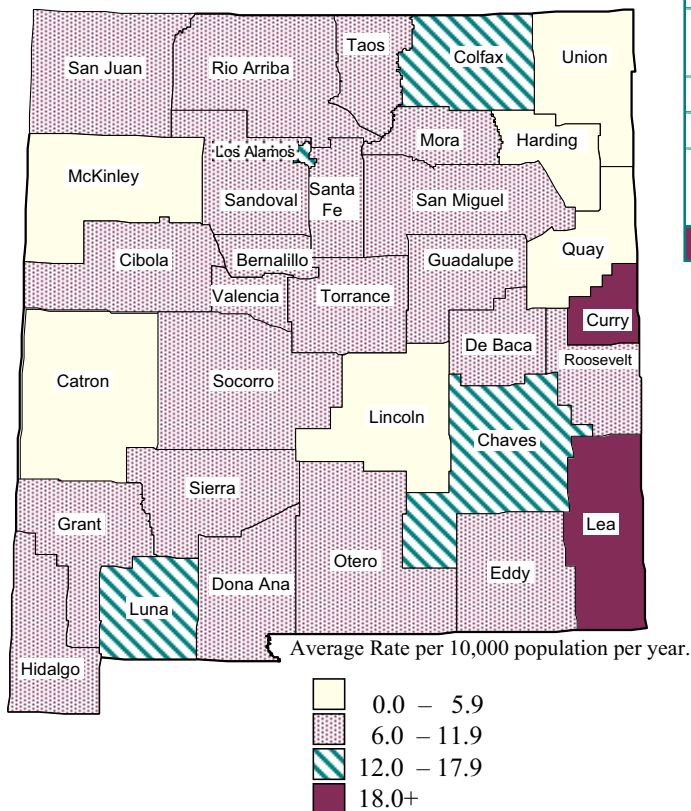 Taos
Colfax
Union
San Juan
Rio Arriba
Mora
Harding
Los Alamos
McKinley
Sandoval
Santa
Fe
San Miguel
Quay
Cibola
Bernalillo
Guadalupe
Valencia
Torrance
Curry
De Baca
Roosevelt
Catron
Socorro
Lincoln
Chaves
Sierra
Grant
Lea
Otero
Eddy
Dona Ana
Luna
Hidalgo
Average Rate per 10,000 population per year.
0.0 – 5.9
6.0 – 11.9
12.0 – 17.9
18.0+